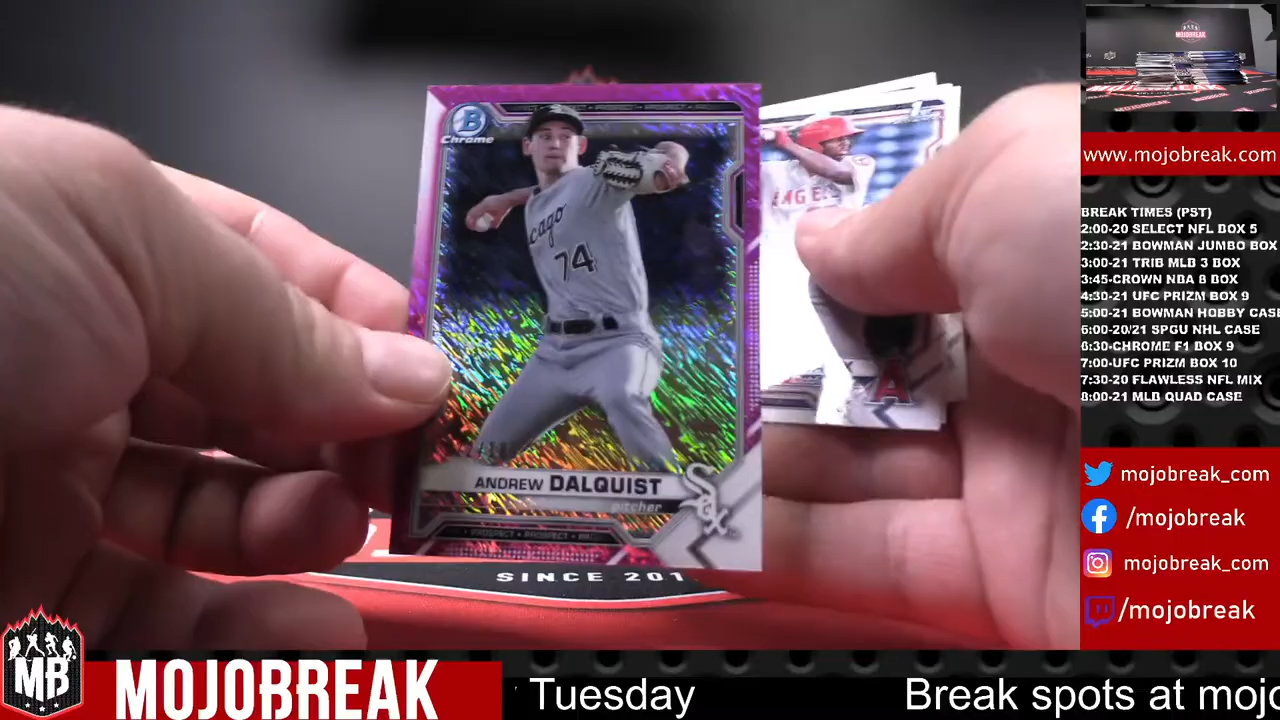 B
Chrome
cago
74
ANDREW DALQUIST
pitcher
Sox
PROSPECT • PROSPECT
SINCE 201
ANGE
A
MOJOBREAK
www.mojobreak.com
BREAK TIMES (PST)
2:00-20 SELECT NFL BOX 5
2:30-21 BOWMAN JUMBO BOX
3:00-21 TRIB MLB 3 BOX
3:45-CROWN NBA 8 BOX
4:30-21 UFC PRIZM BOX 9
5:00-21 BOWMAN HOBBY CASE
6:00-20/21 SPGU NHL CASE
6:30-CHROME F1 BOX 9
7:00-UFC PRIZM BOX 10
7:30-20 FLAWLESS NFL MIX
8:00-21 MLB QUAD CASE
mojobreak_com
/mojobreak
mojobreak_com
/mojobreak
MB
MOJOBREAK
Tuesday
Break spots at mojo